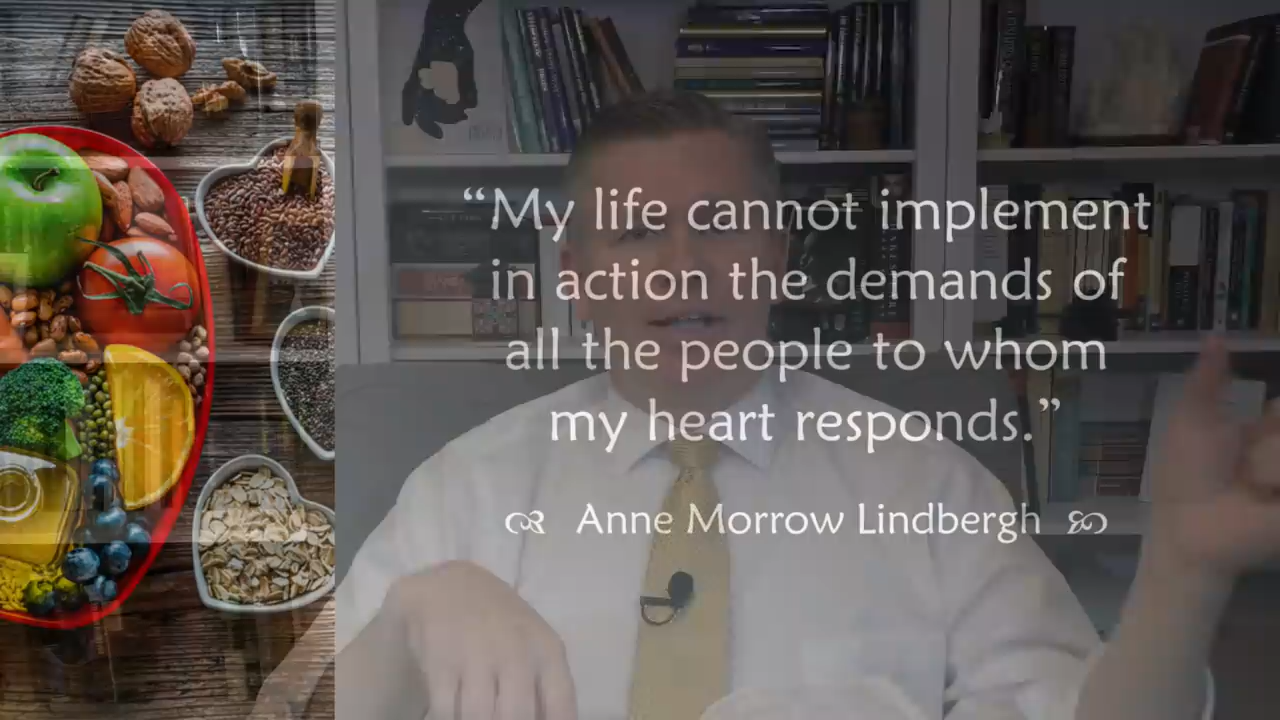 “My life cannot implement
in action the demands of
all the people to whom
my heart responds.”
Anne Morrow Lindbergh